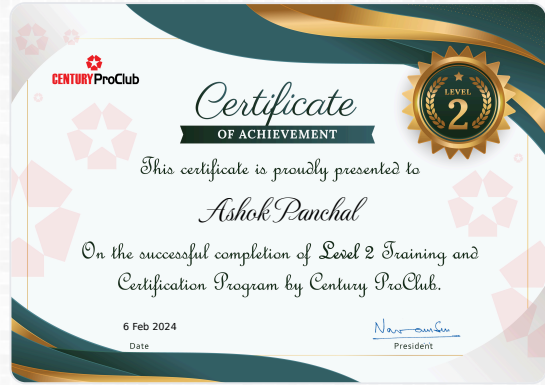 CENTURY ProClub
LEVEL
2
Certificate
OF ACHIEVEMENT
This certificate is proudly presented to
Ashok Panchal
On the successful completion of Level 2 Training and
Certification Program by Century ProClub.
6 Feb 2024
Date
President